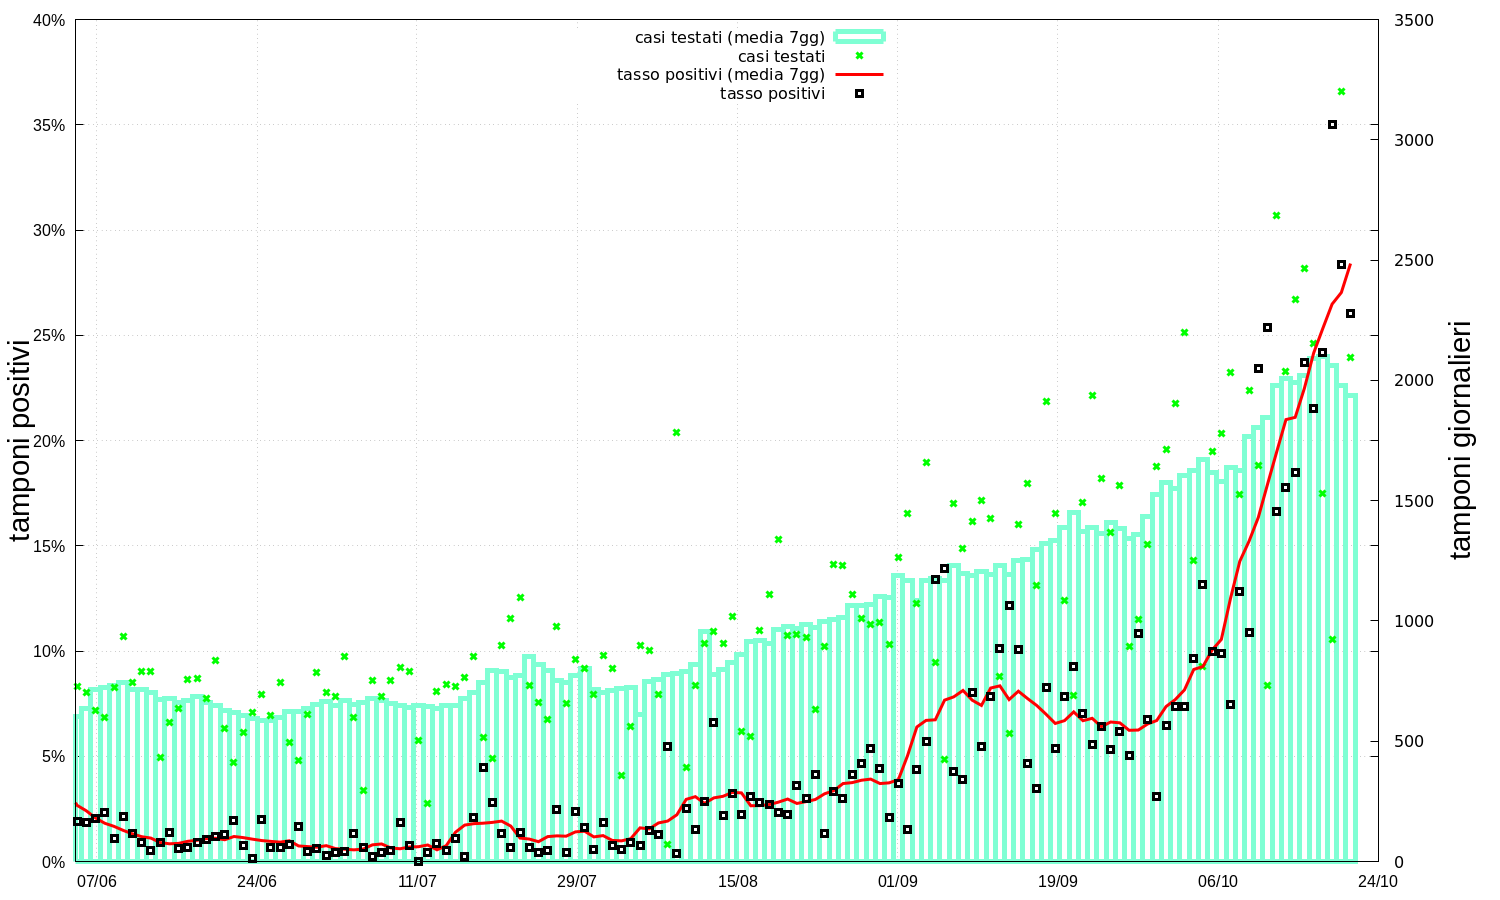 40%
35%
30%
25%
20%
15%
10%
5%
0%
tamponi positivi
casi testati (media 7gg)
casi testati
tasso positivi (media 7gg)
tasso positivi
3500
3000
2500
2000
1500
1000
500
0
tamponi giornalieri
07/06 24/06 11/07 29/07 15/08 01/09 19/09 06/10 24/10